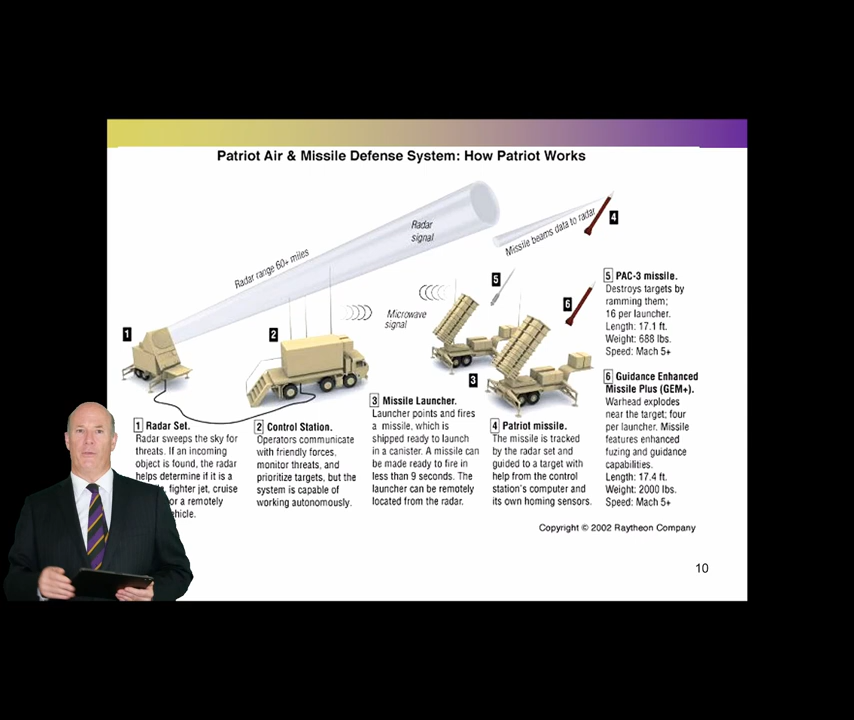 Patriot Air & Missile Defense System: How Patriot Works
Radar signal
Radar range 60+ miles
Missile beams data to radar
4
5
6
Microwave signal
1
2
3
1 Radar Set.
Radar sweeps the sky for
threats. If an incoming
object is found, the radar
helps determine if it is a
fighter jet, cruise
or a remotely
2 Control Station.
Operators communicate
with friendly forces,
monitor threats, and
prioritize targets, but the
system is capable of
working autonomously.
3 Missile Launcher.
Launcher points and fires
a missile, which is
shipped ready to launch
in a canister. A missile can
be made ready to fire in
less than 9 seconds. The
launcher can be remotely
located from the radar.
4 Patriot missile.
The missile is tracked
by the radar set and
guided to a target with
help from the control
station's computer and
its own homing sensors.
5 PAC-3 missile.
Destroys targets by
ramming them;
16 per launcher.
Length: 17.1 ft.
Weight: 688 lbs.
Speed: Mach 5+
6 Guidance Enhanced
Missile Plus (GEM+).
Warhead explodes
near the target; four
per launcher. Missile
features enhanced
fuzing and guidance
capabilities.
Length: 17.4 ft.
Weight: 2000 lbs.
Speed: Mach 5+
Copyright © 2002 Raytheon Company
10